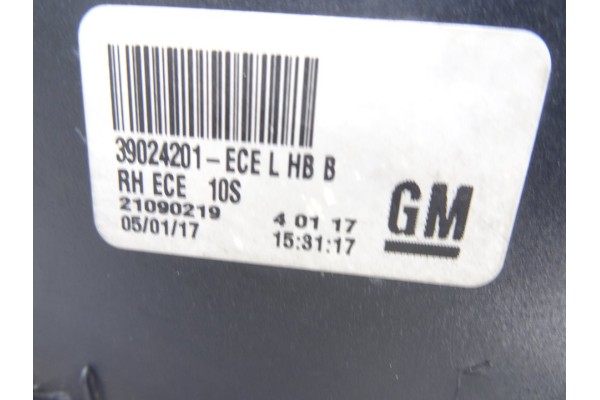 39024201-ECE L HB B
RH ECE 10S
21090219 4 01 17
05/01/17 15:31:17
GM